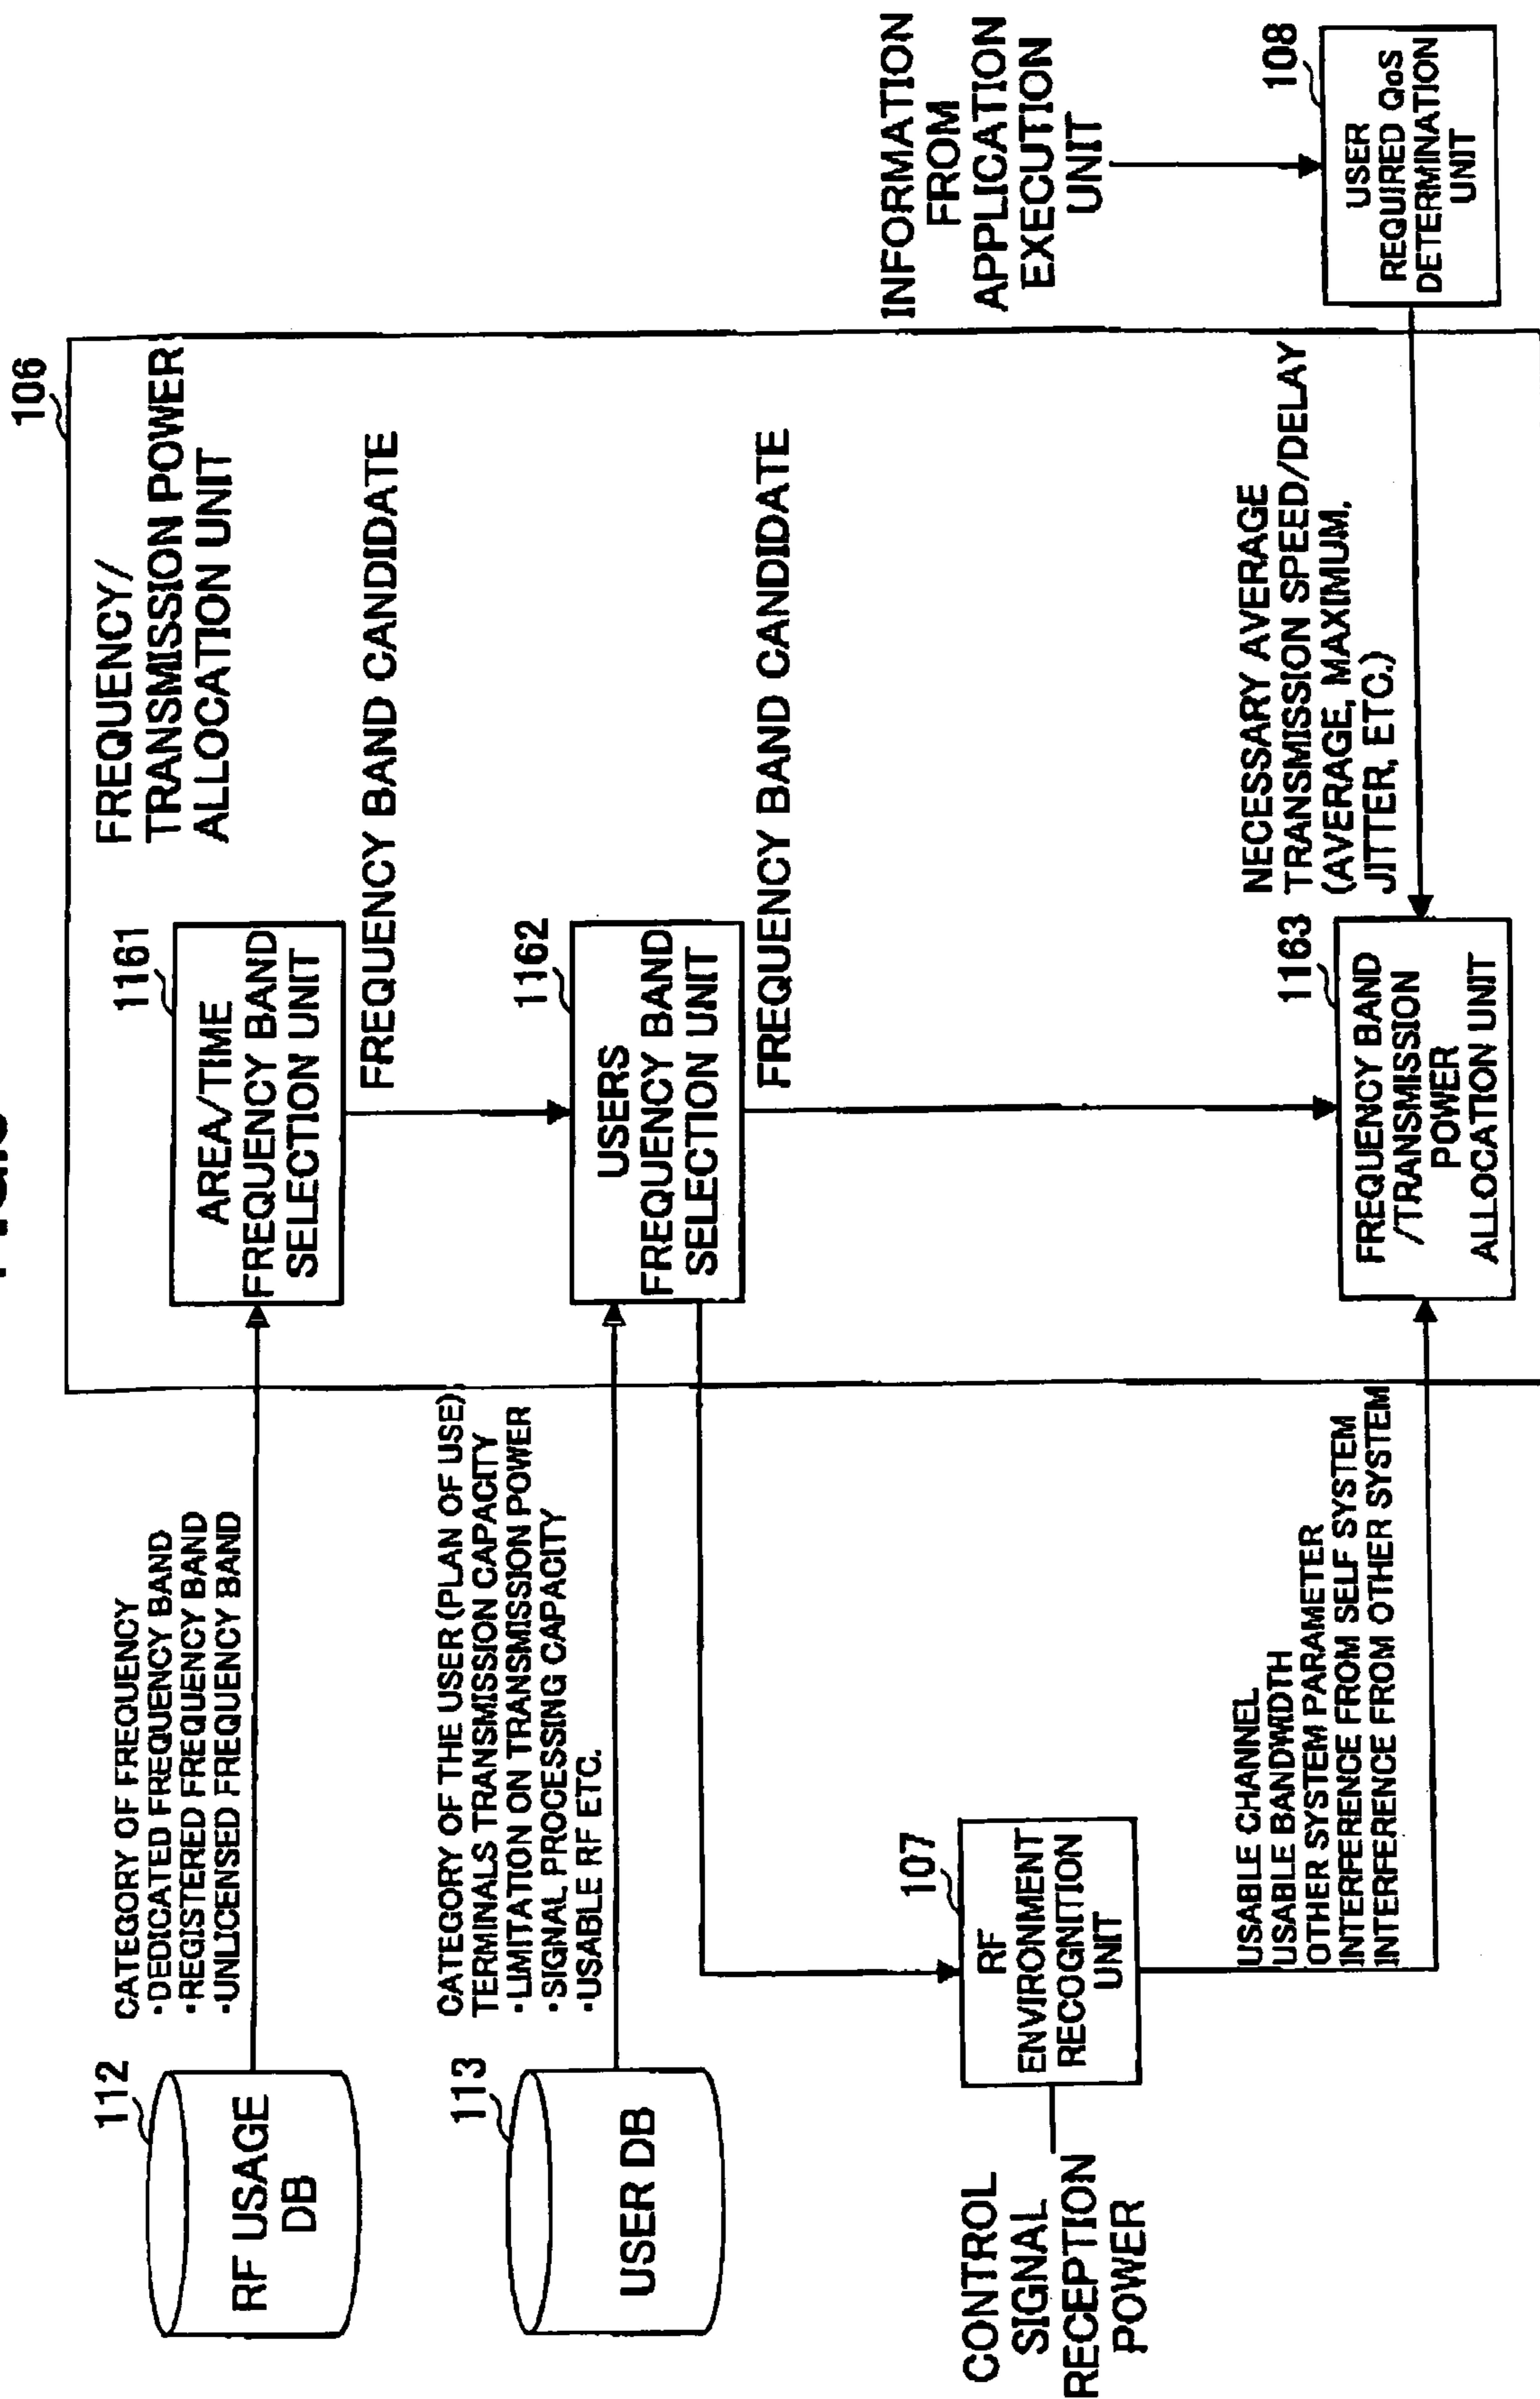 106
FREQUENCY/
TRANSMISSION POWER
ALLOCATION UNIT
112
RF USAGE
DB
CATEGORY OF FREQUENCY
·DEDICATED FREQUENCY BAND
·REGISTERED FREQUENCY BAND
·UNLICENSED FREQUENCY BAND
1161
AREA/TIME
FREQUENCY BAND
SELECTION UNIT
FREQUENCY BAND CANDIDATE
113
USER DB
CATEGORY OF THE USER (PLAN OF USE)
TERMINALS TRANSMISSION CAPACITY
·LIMITATION ON TRANSMISSION POWER
·SIGNAL PROCESSING CAPACITY
·USABLE RF ETC.
1162
USERS
FREQUENCY BAND
SELECTION UNIT
FREQUENCY BAND CANDIDATE
INFORMATION
FROM
APPLICATION
EXECUTION
UNIT
CONTROL
SIGNAL
RECEPTION
POWER
107
RF
ENVIRONMENT
RECOGNITION
UNIT
USABLE CHANNEL
USABLE BANDWIDTH
OTHER SYSTEM PARAMETER
INTERFERENCE FROM SELF SYSTEM
INTERFERENCE FROM OTHER SYSTEM
1163
FREQUENCY BAND
/TRANSMISSION
POWER
ALLOCATION UNIT
NECESSARY AVERAGE
TRANSMISSION SPEED/DELAY
(AVERAGE, MAXIMUM,
JITTER, ETC.)
108
USER
REQUIRED QoS
DETERMINATION
UNIT